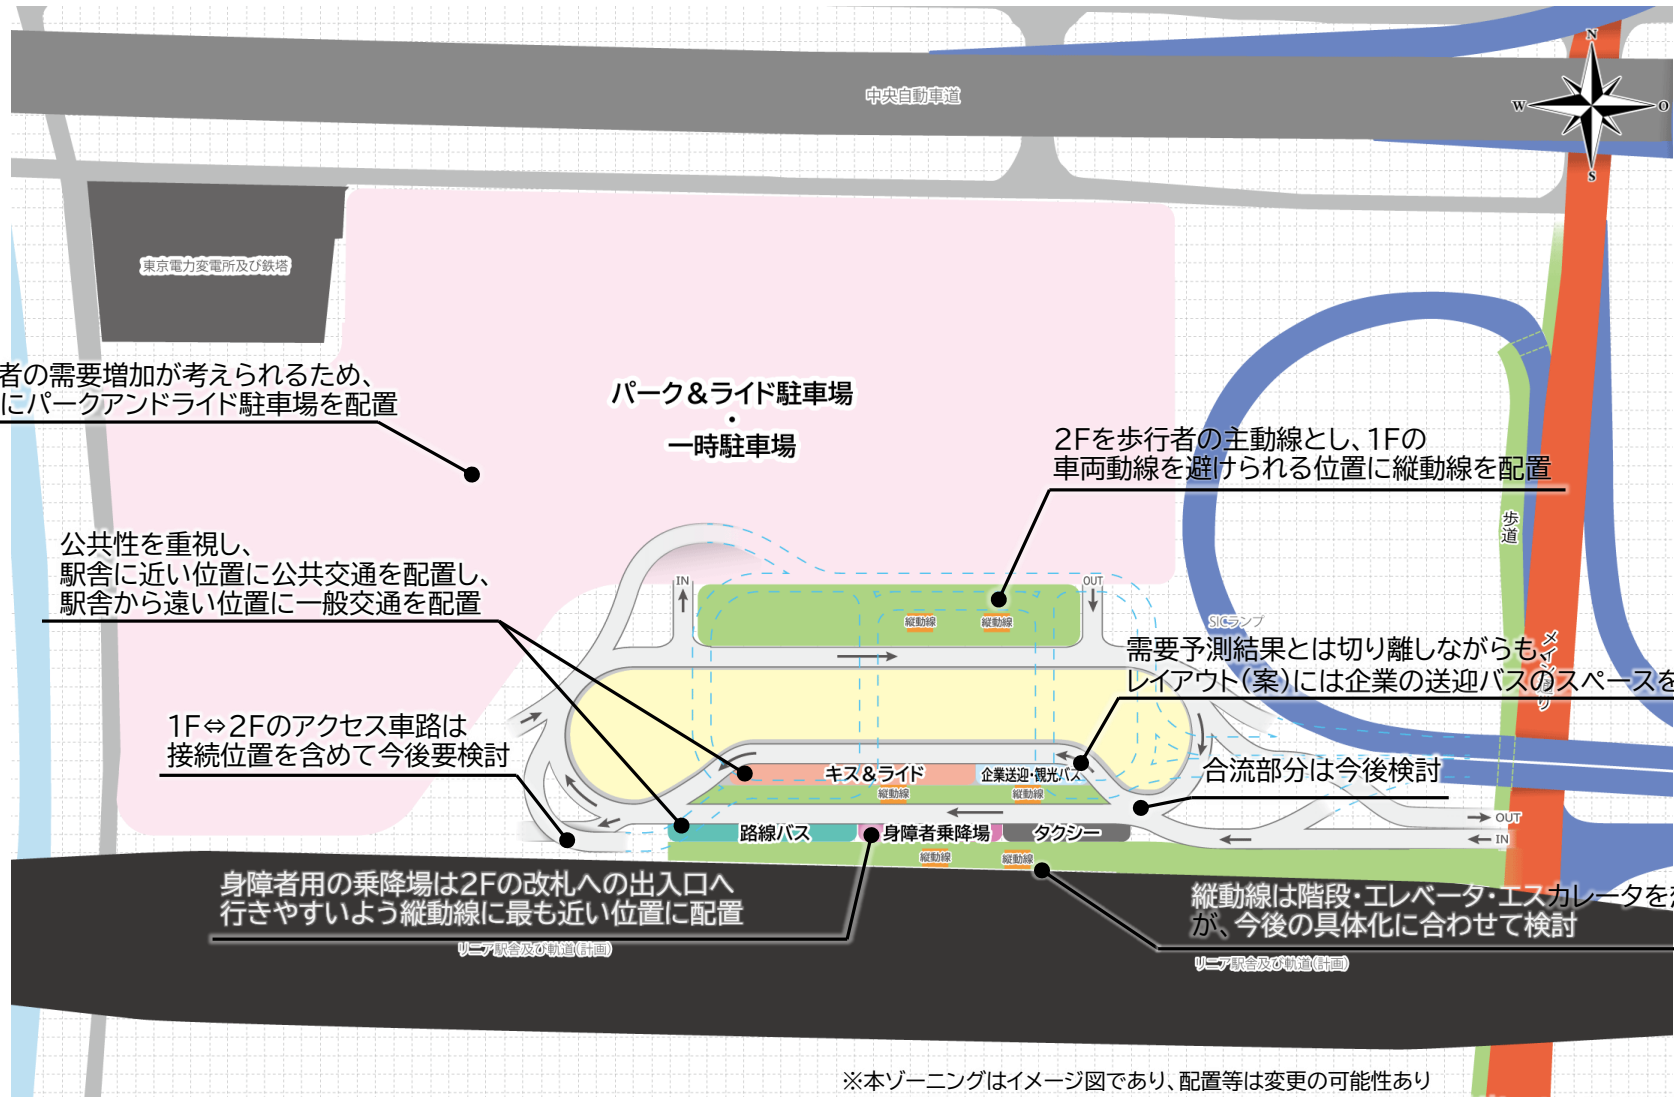 N
W
O
S
中央自動車道
東京電力変電所及び鉄塔
者の需要増加が考えられるため、
にパークアンドライド駐車場を配置
パーク&ライド駐車場
・
一時駐車場
2Fを歩行者の主動線とし、1Fの
車両動線を避けられる位置に縦動線を配置
歩道
公共性を重視し、
駅舎に近い位置に公共交通を配置し、
駅舎から遠い位置に一般交通を配置
IN
OUT
縦動線
縦動線
SICランプ
メイン通り
需要予測結果とは切り離しながらも、
レイアウト(案)には企業の送迎バスのスペースを
1F⇔2Fのアクセス車路は
接続位置を含めて今後要検討
キス&ライド
企業送迎・観光バス
合流部分は今後検討
縦動線
縦動線
OUT
IN
路線バス
身障者乗降場
タクシー
縦動線
縦動線
身障者用の乗降場は2Fの改札への出入口へ
行きやすいよう縦動線に最も近い位置に配置
縦動線は階段・エレベータ・エスカレータを
が、今後の具体化に合わせて検討
リニア駅舎及び軌道(計画)
リニア駅舎及び軌道(計画)
※本ゾーニングはイメージ図であり、配置等は変更の可能性あり